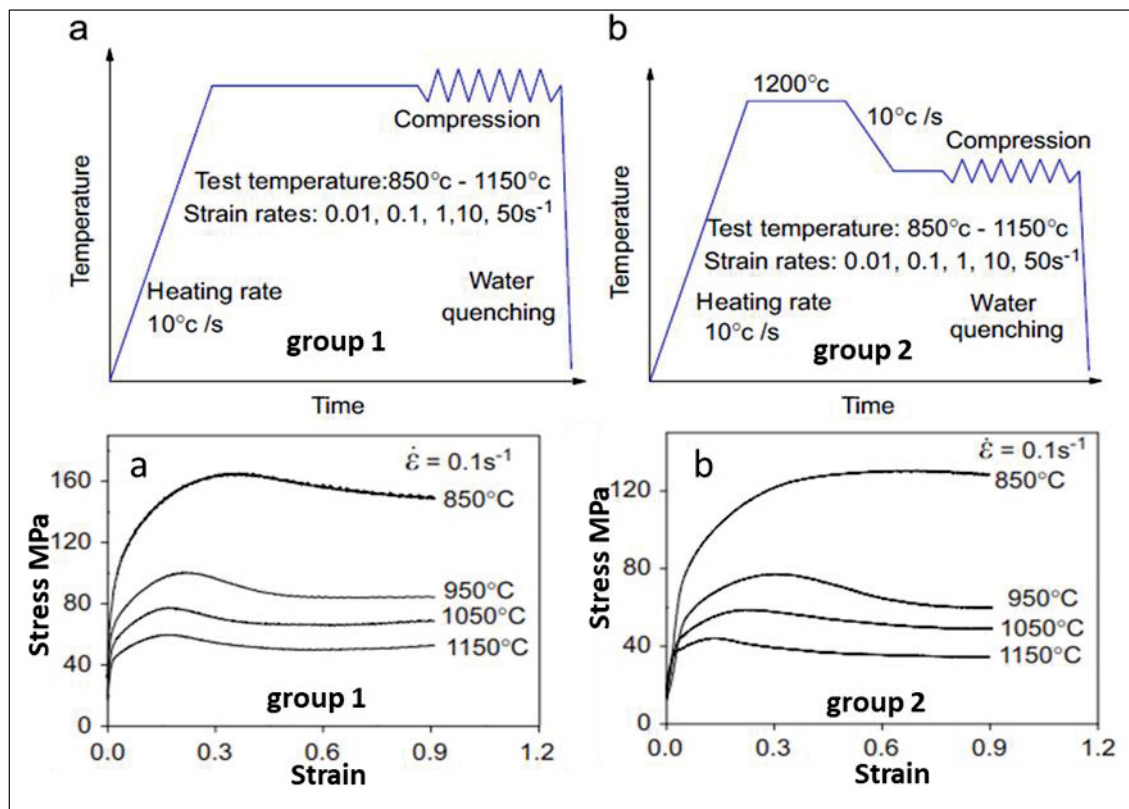 a
Temperature
Compression
Test temperature:850°c - 1150°c
Strain rates: 0.01, 0.1, 1,10, 50s⁻¹
Heating rate
10°c /s
Water
quenching
group 1
Time
b
Temperature
1200°c
10°c /s
Compression
Test temperature: 850°c - 1150°c
Strain rates: 0.01, 0.1, 1, 10, 50s⁻¹
Heating rate
10°c /s
Water
quenching
group 2
Time
a
ε̇ = 0.1s⁻¹
Stress MPa
160
120
80
40
0
850°C
950°C
1050°C
1150°C
group 1
0.0 0.3 0.6 0.9 1.2
Strain
b
ε̇ = 0.1s⁻¹
Stress MPa
120
80
40
0
850°C
950°C
1050°C
1150°C
group 2
0.0 0.3 0.6 0.9 1.2
Strain